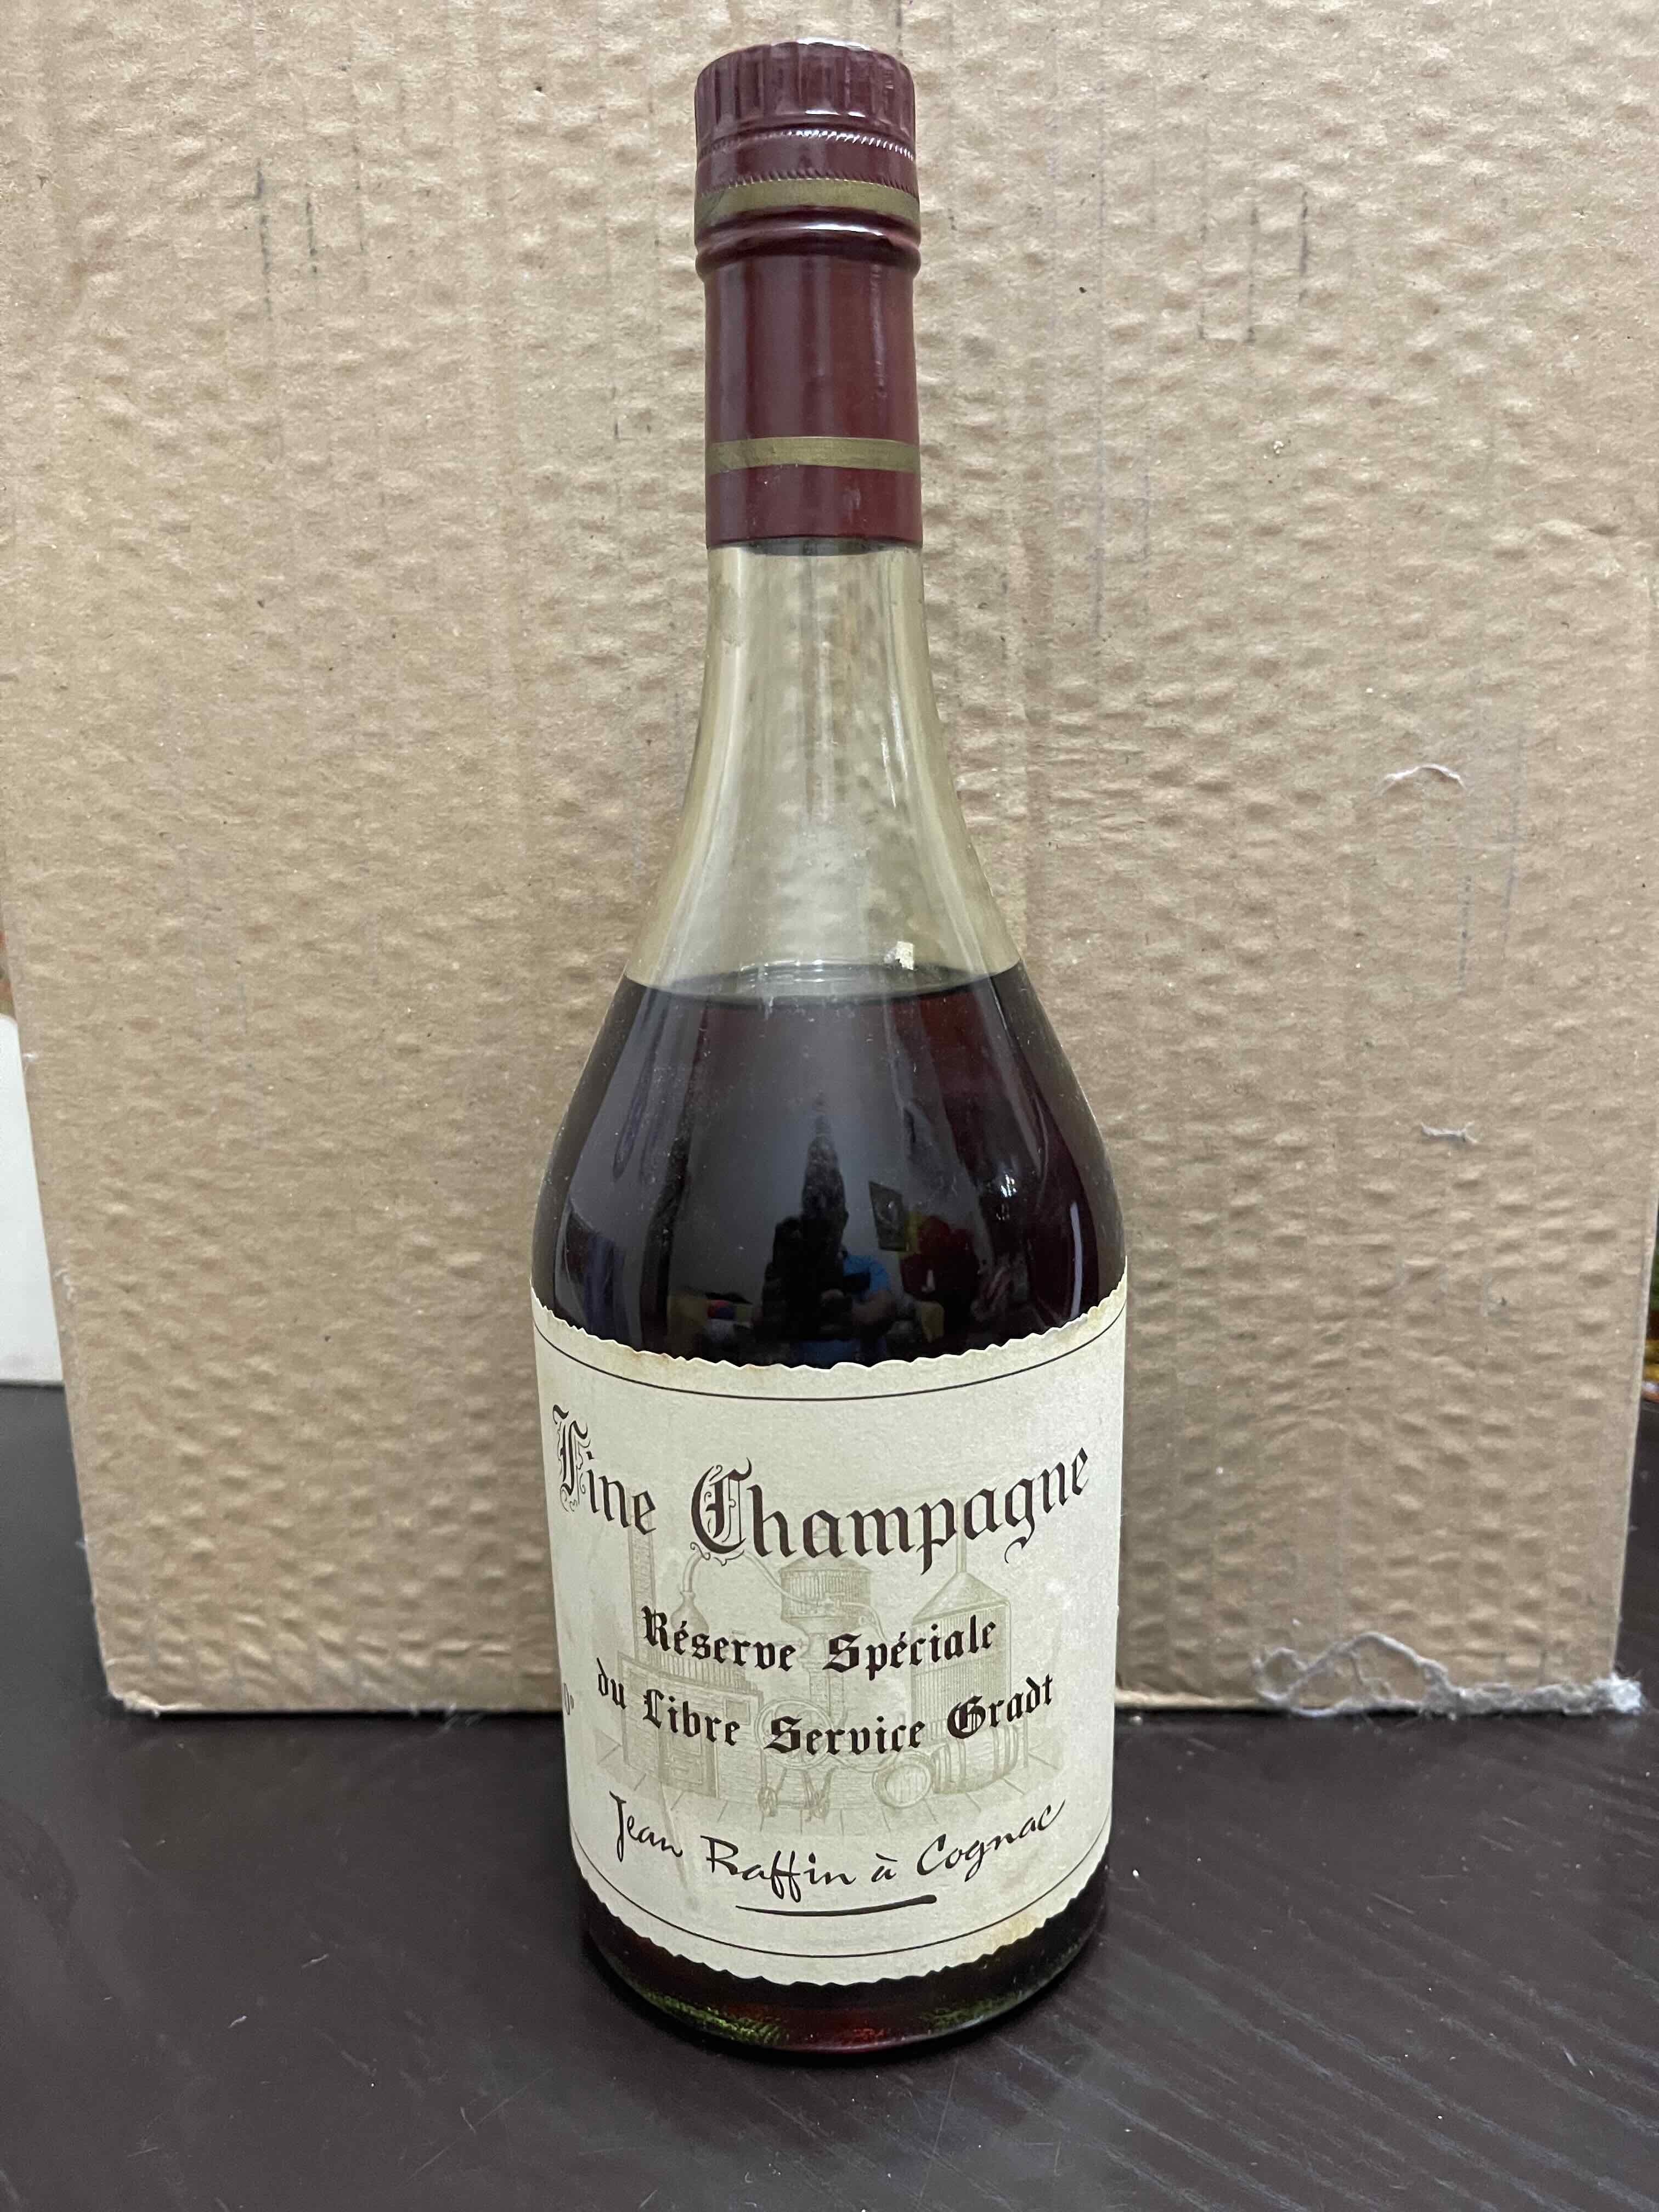 Fine Champagne
Réserve Spéciale
du Libre Service Gradt
Jean Raffin à Cognac